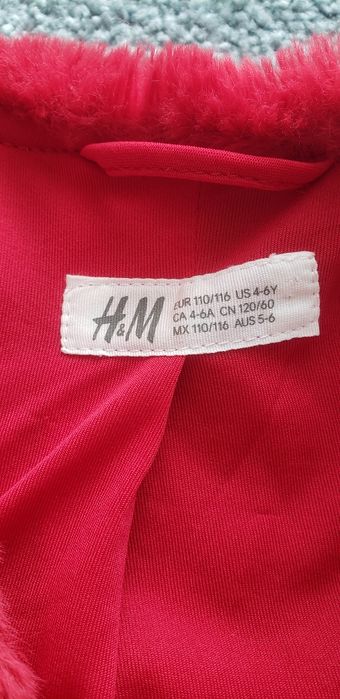 H&M
EUR 110/116 US 4-6Y
CA 4-6A CN 120/60
MX 110/116 AUS 5-6